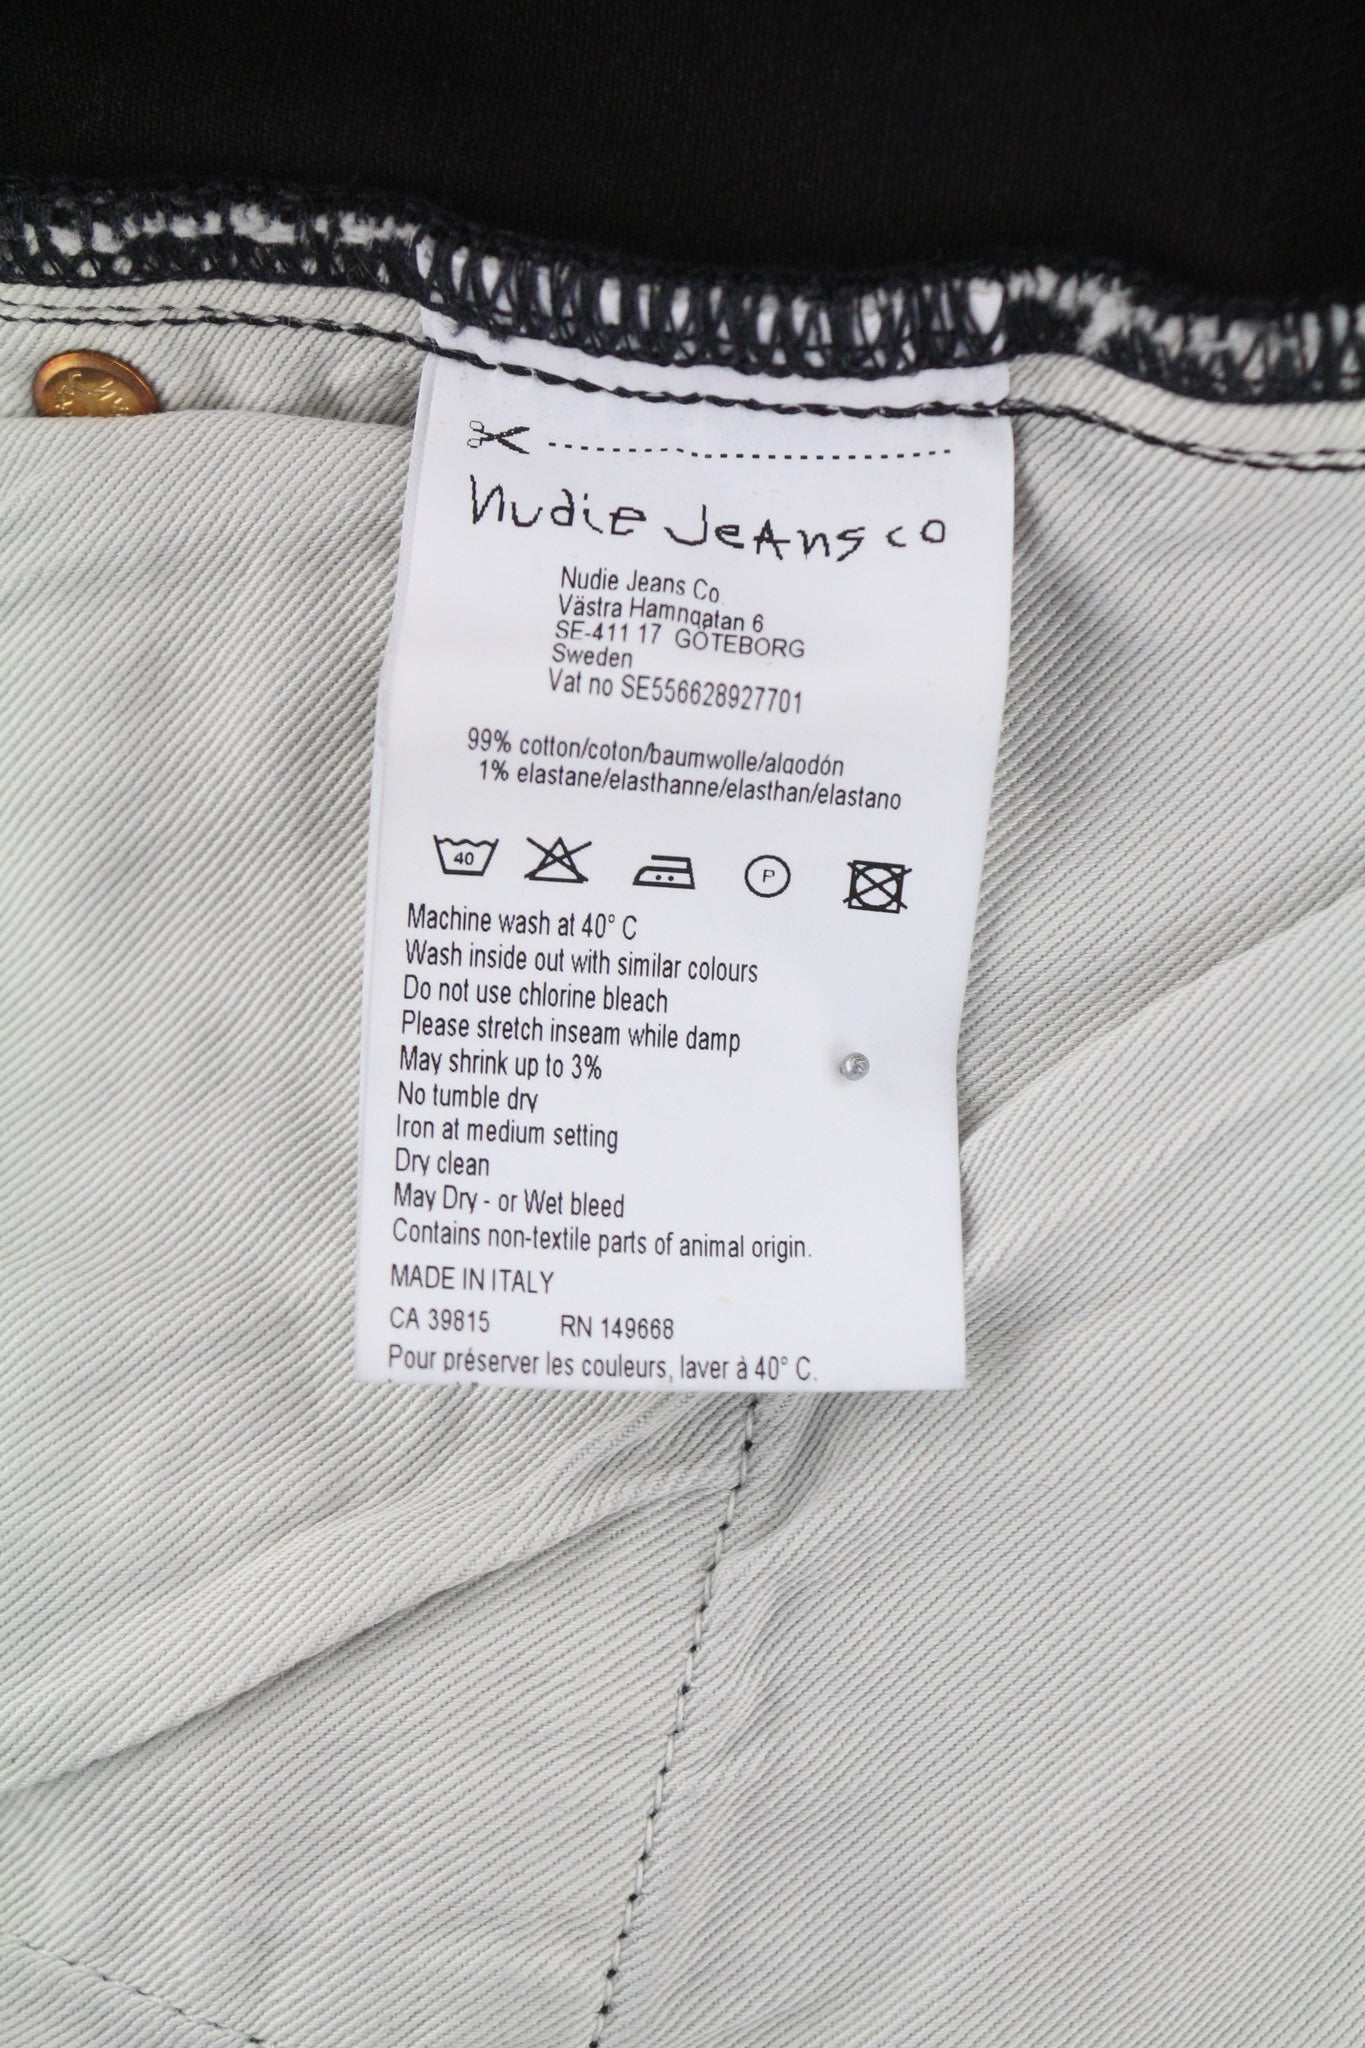 Nudie Jeans co
Nudie Jeans Co.
Västra Hamngatan 6
SE-411 17 GÖTEBORG
Sweden
Vat no SE556628927701
99% cotton/coton/baumwolle/algodón
1% elastane/elasthanne/elasthan/elastano
40 P
Machine wash at 40° C
Wash inside out with similar colours
Do not use chlorine bleach
Please stretch inseam while damp
May shrink up to 3%
No tumble dry
Iron at medium setting
Dry clean
May Dry - or Wet bleed
Contains non-textile parts of animal origin.
MADE IN ITALY
CA 39815 RN 149668
Pour préserver les couleurs, laver à 40° C.